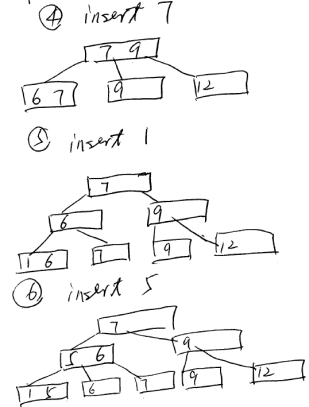 ④ insert 7
7 9
6 7 9 12
⑤ insert 1
7
6 9
1 6 7 9 12
⑥ insert 5
7
5 6 9
1 5 6 7 9 12